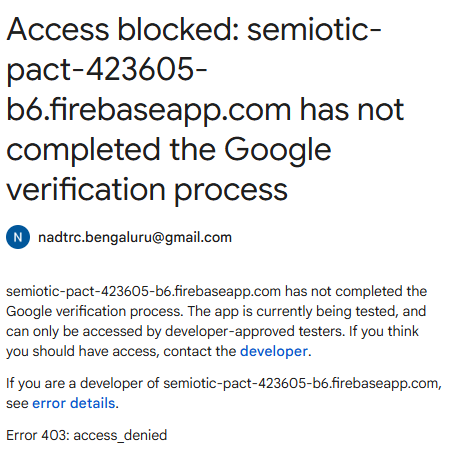 Access blocked: semiotic-
pact-423605-
b6.firebaseapp.com has not
completed the Google
verification process
N nadtrc.bengaluru@gmail.com
semiotic-pact-423605-b6.firebaseapp.com has not completed the
Google verification process. The app is currently being tested, and
can only be accessed by developer-approved testers. If you think
you should have access, contact the developer.
If you are a developer of semiotic-pact-423605-b6.firebaseapp.com,
see error details.
Error 403: access_denied